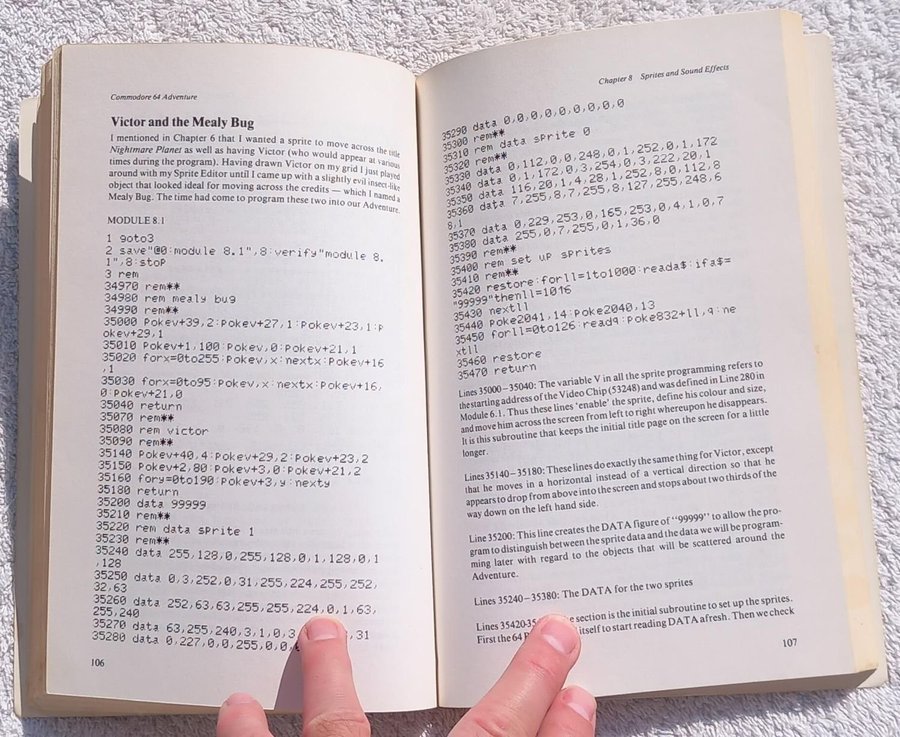 Commodore 64 Adventure
Victor and the Mealy Bug
I mentioned in Chapter 6 that I wanted a sprite to move across the title
Nightmare Planet as well as having Victor (who would appear at various
times during the program). Having drawn Victor on my grid I just played
around with my Sprite Editor until I came up with a slightly evil insect-like
object that looked ideal for moving across the credits — which I named a
Mealy Bug. The time had come to program these two into our Adventure.
MODULE 8.1
1 goto3
2 save"@0:module 8.1",8:verify"module 8.
1",8:stop
3 rem
34970 rem**
34980 rem mealy bug
34990 rem**
35000 Pokev+39,2:Pokev+27,1:Pokev+23,1:P
okev+29,1
35010 Pokev+1,100:Pokev,0:Pokev+21,1
35020 forx=0to255:Pokev,x:nextx:Pokev+16
,1
35030 forx=0to95:Pokev,x:nextx:Pokev+16,
0:Pokev+21,0
35040 return
35070 rem**
35080 rem victor
35090 rem**
35140 Pokev+40,4:Pokev+29,2:Pokev+23,2
35150 Pokev+2,80:Pokev+3,0:Pokev+21,2
35160 fory=0to190:Pokev+3,y:nexty
35180 return
35200 data 99999
35210 rem**
35220 rem data sprite 1
35230 rem**
35240 data 255,128,0,255,128,0,1,128,0,1
,128
35250 data 0,3,252,0,31,255,224,255,252,
32,63
35260 data 252,63,63,255,255,224,0,1,63,
255,240
35270 data 63,255,240,3,1,0,3 31
35280 data 0,227,0,0,255,0,0,
106
Chapter 8 Sprites and Sound Effects
35290 data 0,0,0,0,0,0,0,0,0
35300 rem**
35310 rem data sprite 0
35320 rem**
35330 data 0,112,0,0,248,0,1,252,0,1,172
35340 data 0,1,172,0,3,254,0,3,222,20,1
35350 data 116,20,1,4,28,1,252,8,0,112,8
35360 data 7,255,8,7,255,8,127,255,248,6
8,1
35370 data 0,229,253,0,165,253,0,4,1,0,7
35380 data 255,0,7,255,0,1,36,0
35390 rem**
35400 rem set up sprites
35410 rem**
35420 restore:forll=1to1000:reada$:ifa$=
"99999"thenll=1016
35430 nextll
35440 Poke2041,14:Poke2040,13
35450 forll=0to126:readq:Poke832+ll,q:ne
xtll
35460 restore
35470 return
Lines 35000–35040: The variable V in all the sprite programming refers to
the starting address of the Video Chip (53248) and was defined in Line 280 in
Module 6.1. Thus these lines 'enable' the sprite, define his colour and size,
and move him across the screen from left to right whereupon he disappears.
It is this subroutine that keeps the initial title page on the screen for a little
longer.
Lines 35140–35180: These lines do exactly the same thing for Victor, except
that he moves in a horizontal instead of a vertical direction so that he
appears to drop from above into the screen and stops about two thirds of the
way down on the left hand side.
Line 35200: This line creates the DATA figure of "99999" to allow the pro-
gram to distinguish between the sprite data and the data we will be program-
ming later with regard to the objects that will be scattered around the
Adventure.
Lines 35240–35380: The DATA for the two sprites
Lines 35420-35 section is the initial subroutine to set up the sprites.
First the 64 itself to start reading DATA afresh. Then we check
107